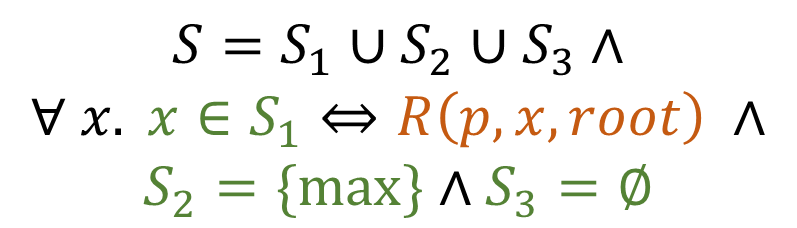 S = S₁ ∪ S₂ ∪ S₃ ∧
∀ x. x ∈ S₁ ⇔ R(p, x, root) ∧
S₂ = {max} ∧ S₃ = ∅